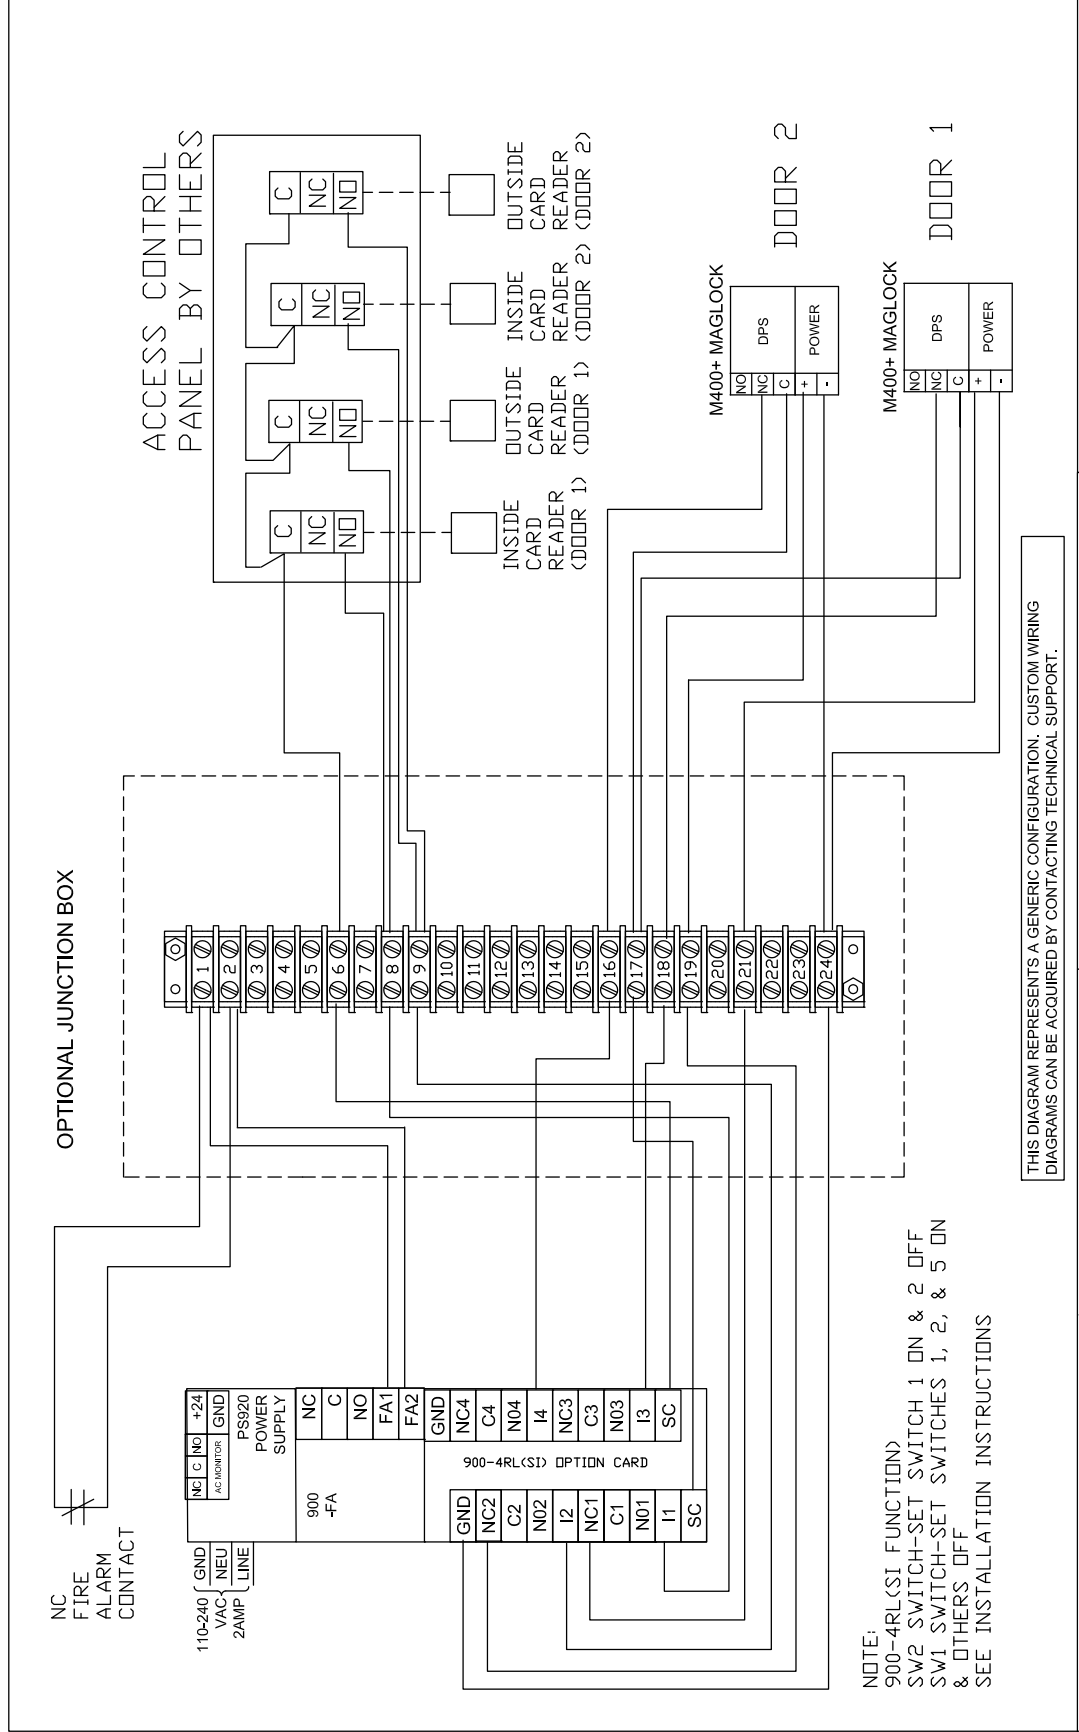 ACCESS CONTROL
PANEL BY OTHERS
C
NC
NO
C
NC
NO
C
NC
NO
C
NC
NO
INSIDE
CARD
READER
(DOOR 1)
OUTSIDE
CARD
READER
(DOOR 1)
INSIDE
CARD
READER
(DOOR 2)
OUTSIDE
CARD
READER
(DOOR 2)
OPTIONAL JUNCTION BOX
1
2
3
4
5
6
7
8
9
10
11
12
13
14
15
16
17
18
19
20
21
22
23
24
M400+ MAGLOCK
NO
NC
C
+
-
DPS
POWER
DOOR 2
M400+ MAGLOCK
NO
NC
C
+
-
DPS
POWER
DOOR 1
NC
FIRE
ALARM
CONTACT
110-240
VAC
2AMP
GND
NEU
LINE
NC C NO +24
AC MONITOR GND
PS920
POWER
SUPPLY
900
-FA
NC
C
NO
FA1
FA2
900-4RL(SI) OPTION CARD
GND
NC4
C4
N04
I4
NC3
C3
N03
I3
SC
GND
NC2
C2
N02
I2
NC1
C1
N01
I1
SC
NOTE:
900-4RL(SI FUNCTION)
SW2 SWITCH-SET SWITCH 1 ON & 2 OFF
SW1 SWITCH-SET SWITCHES 1, 2, & 5 ON
& OTHERS OFF
SEE INSTALLATION INSTRUCTIONS
THIS DIAGRAM REPRESENTS A GENERIC CONFIGURATION. CUSTOM WIRING
DIAGRAMS CAN BE ACQUIRED BY CONTACTING TECHNICAL SUPPORT.